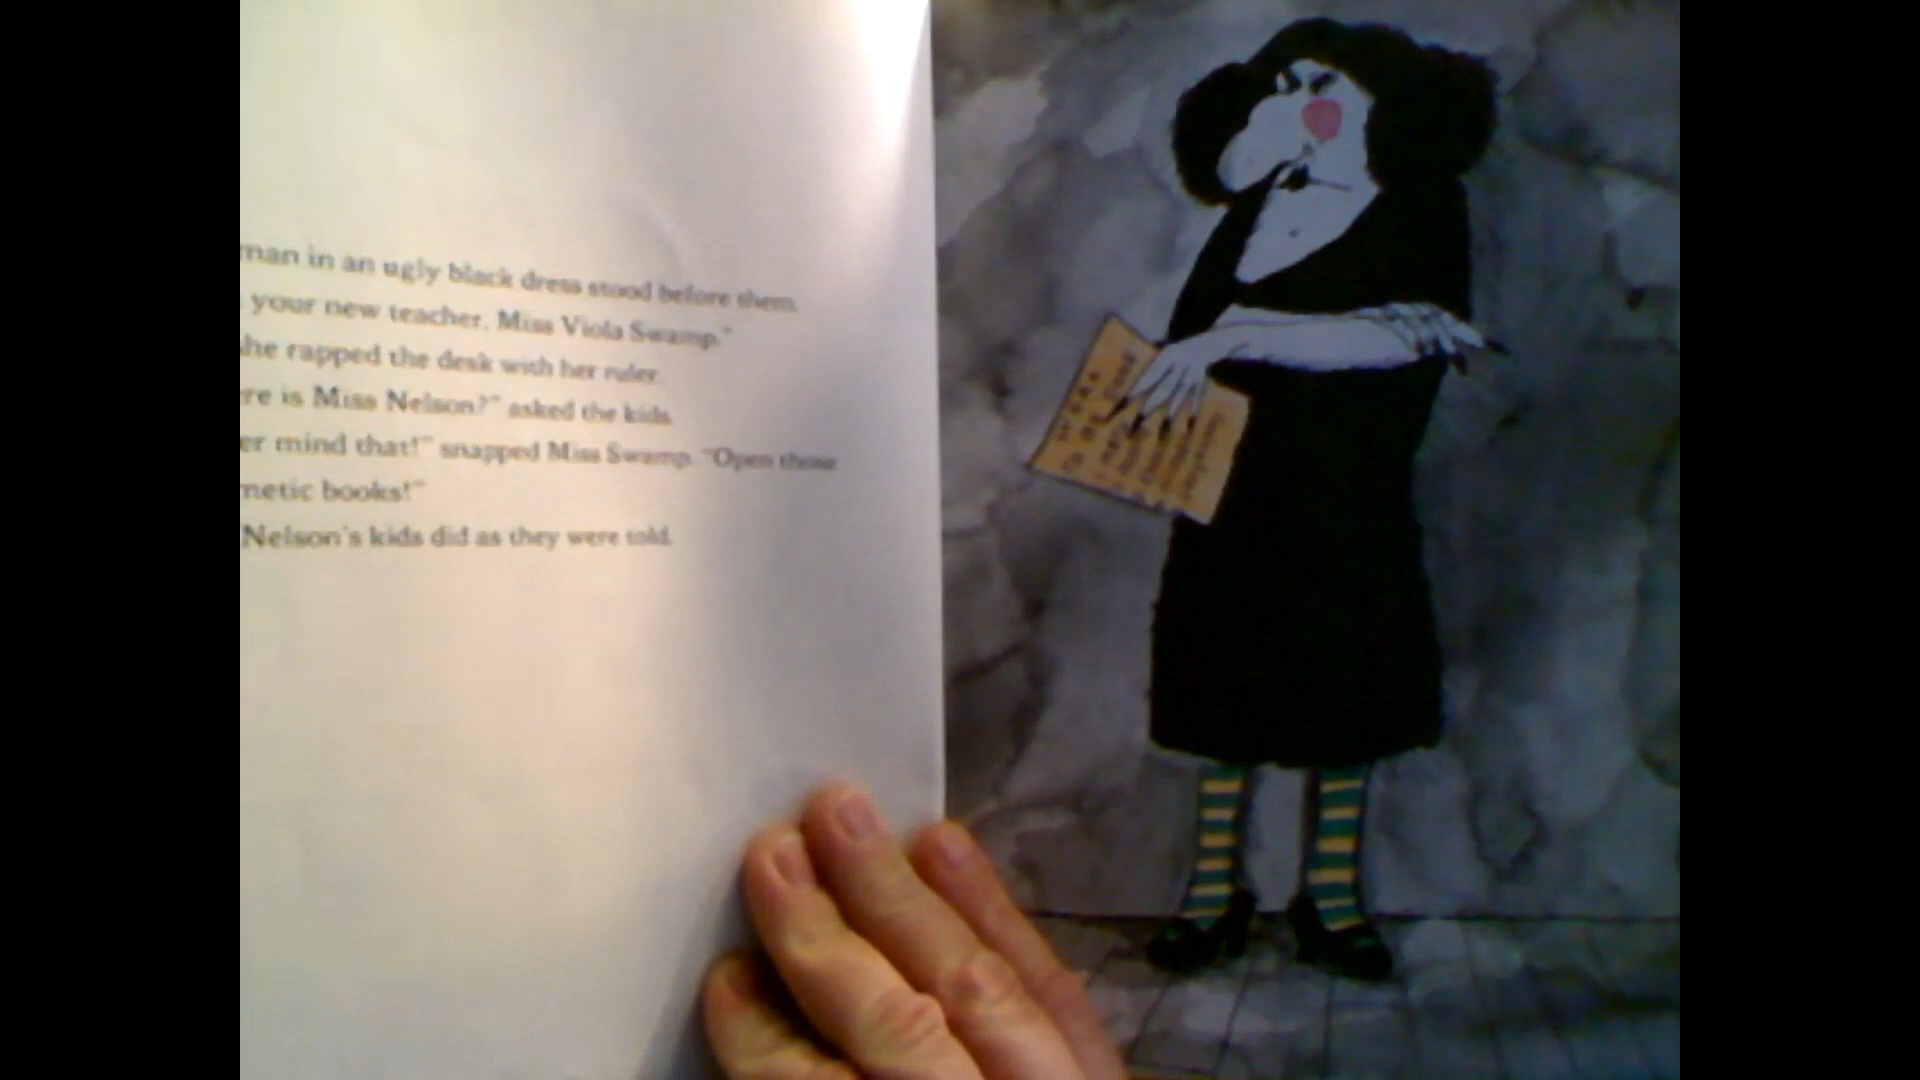 man in an ugly black dress stood before them.
your new teacher, Miss Viola Swamp."
she rapped the desk with her ruler.
re is Miss Nelson?" asked the kids.
er mind that!" snapped Miss Swamp. "Open those
metic books!"
Nelson's kids did as they were told.